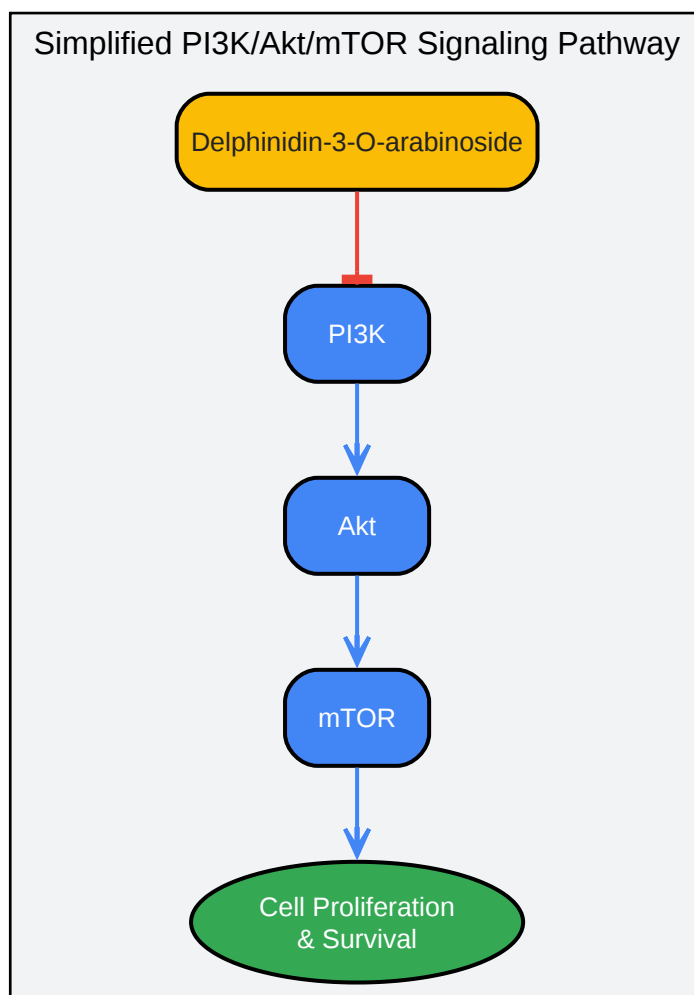 Simplified PI3K/Akt/mTOR Signaling Pathway
Delphinidin-3-O-arabinoside
PI3K
Akt
mTOR
Cell Proliferation
& Survival